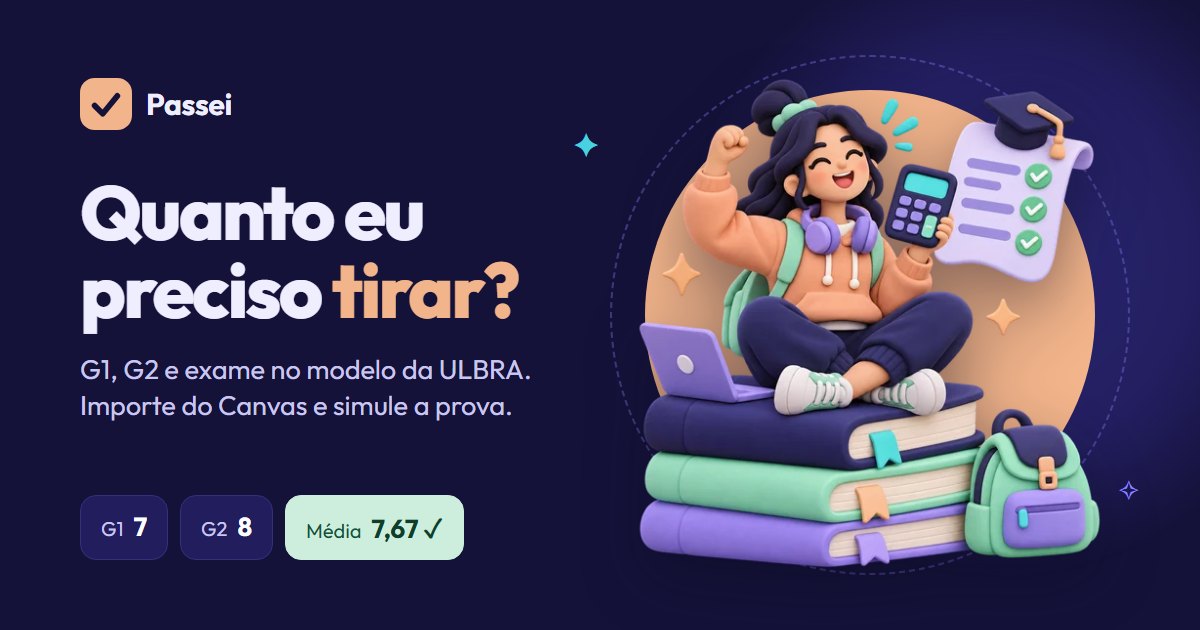 Passei
Quanto eu
preciso tirar?
G1, G2 e exame no modelo da ULBRA.
Importe do Canvas e simule a prova.
G1 7
G2 8
Média 7,67 ✓